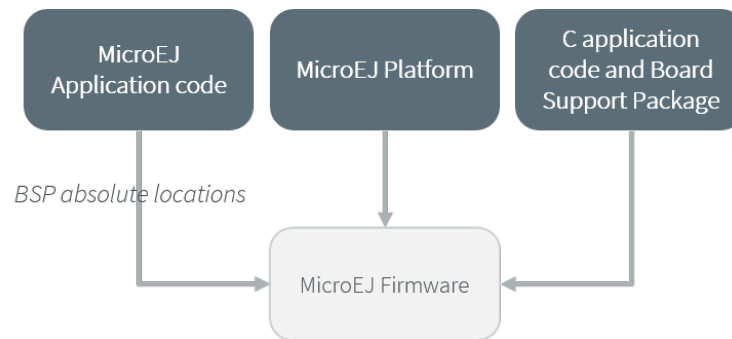 MicroEJ
Application code
MicroEJ Platform
C application
code and Board
Support Package
BSP absolute locations
MicroEJ Firmware